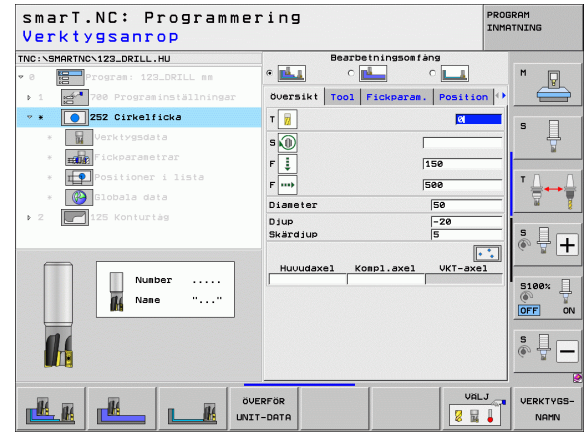 smarT.NC: Programmering
Verktygsanrop
PROGRAM
INMATNING
TNC:\SMARTNC\123_DRILL.HU
0 Program: 123_DRILL mm
1 700 Programinställningar
* 252 Cirkelficka
* Verktygsdata
* Fickparametrar
* Positioner i lista
* Globala data
2 125 Konturtåg
Number .....
Name "..."
Bearbetningsomfång
Översikt Tool Fickparam. Position
T 0
S
F 150
F 500
Diameter 50
Djup -20
Skärdjup 5
Huvudaxel Kompl.axel VKT-axel
M
S
T
S
S100%
OFF ON
S
ÖVERFÖR
UNIT-DATA
VALJ
VERKTYGS-
NAMN